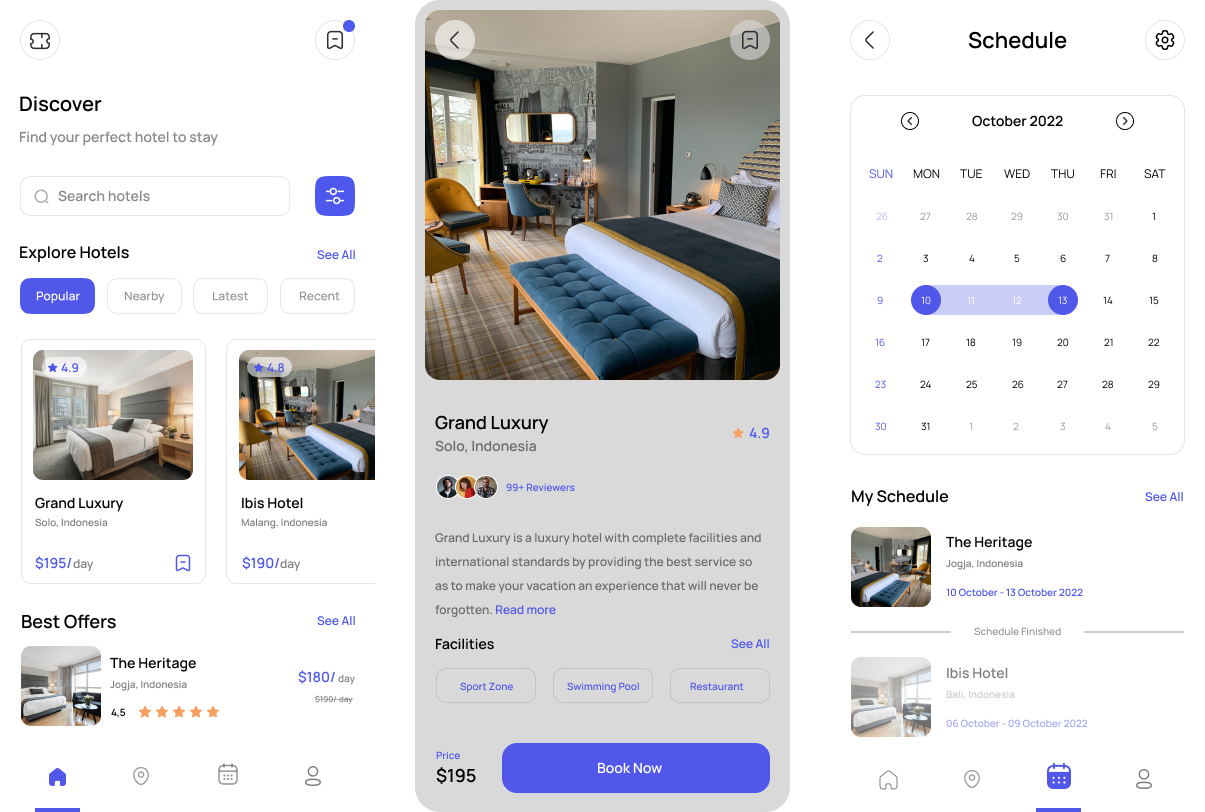 Discover
Find your perfect hotel to stay
Search hotels
Explore Hotels
See All
Popular
Nearby
Latest
Recent
4.9
4.8
Grand Luxury
Solo, Indonesia
$195/day
Ibis Hotel
Malang, Indonesia
$190/day
Best Offers
See All
The Heritage
Jogja, Indonesia
4,5
$180/ day
$190/ day
Grand Luxury
Solo, Indonesia
4.9
99+ Reviewers
Grand Luxury is a luxury hotel with complete facilities and
international standards by providing the best service so
as to make your vacation an experience that will never be
forgotten. Read more
Facilities
See All
Sport Zone
Swimming Pool
Restaurant
Price
$195
Book Now
Schedule
October 2022
SUN MON TUE WED THU FRI SAT
26 27 28 29 30 31 1
2 3 4 5 6 7 8
9 10 11 12 13 14 15
16 17 18 19 20 21 22
23 24 25 26 27 28 29
30 31 1 2 3 4 5
My Schedule
See All
The Heritage
Jogja, Indonesia
10 October - 13 October 2022
Schedule Finished
Ibis Hotel
Bali, Indonesia
06 October - 09 October 2022